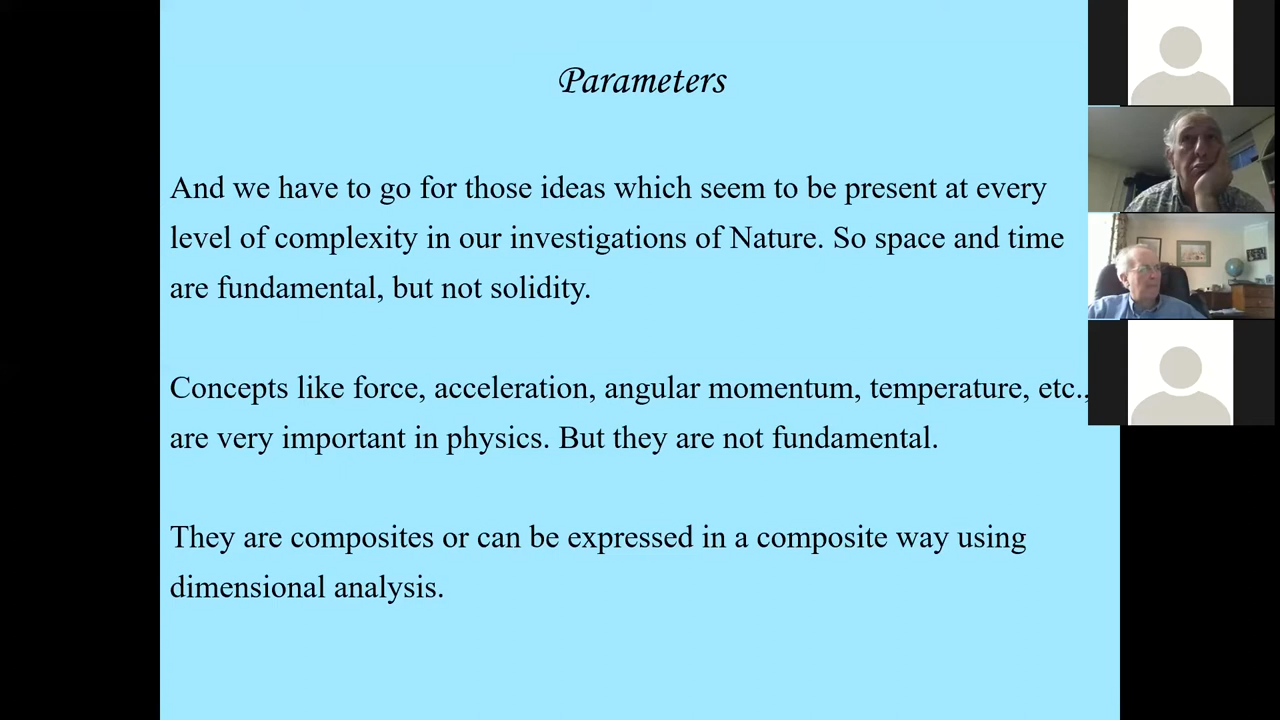 Parameters
And we have to go for those ideas which seem to be present at every
level of complexity in our investigations of Nature. So space and time
are fundamental, but not solidity.
Concepts like force, acceleration, angular momentum, temperature, etc.,
are very important in physics. But they are not fundamental.
They are composites or can be expressed in a composite way using
dimensional analysis.